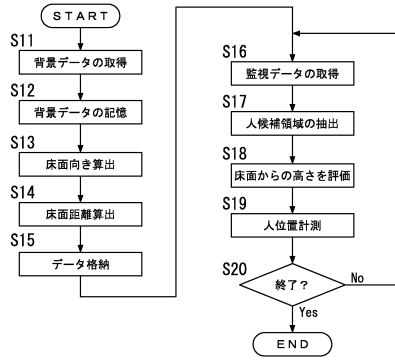 START
S11
背景データの取得
S12
背景データの記憶
S13
床面向き算出
S14
床面距離算出
S15
データ格納
S16
監視データの取得
S17
人候補領域の抽出
S18
床面からの高さを評価
S19
人位置計測
S20
終了?
No
Yes
END